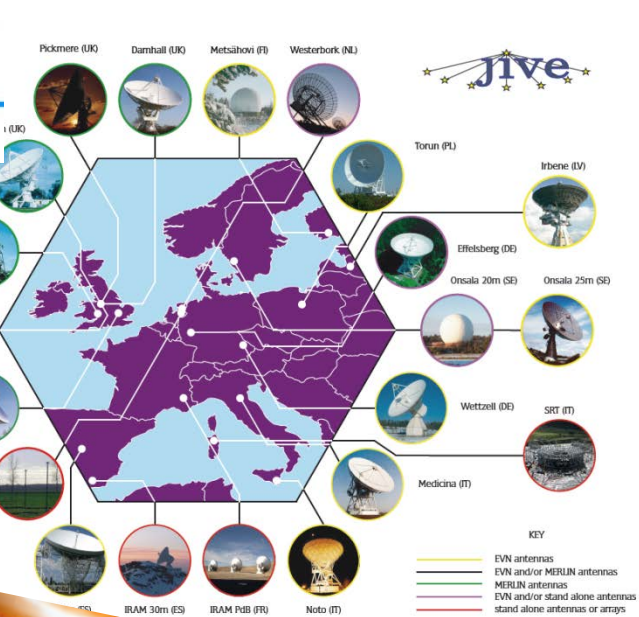 Pickmere (UK)
Darnhall (UK)
Metsähovi (FI)
Westerbork (NL)
JIVE
(UK)
Torun (PL)
Irbene (LV)
Effelsberg (DE)
Onsala 20m (SE)
Onsala 25m (SE)
Wettzell (DE)
SRT (IT)
Medicina (IT)
KEY
EVN antennas
EVN and/or MERLIN antennas
MERLIN antennas
EVN and/or stand alone antennas
stand alone antennas or arrays
(ES)
IRAM 30m (ES)
IRAM PdB (FR)
Noto (IT)